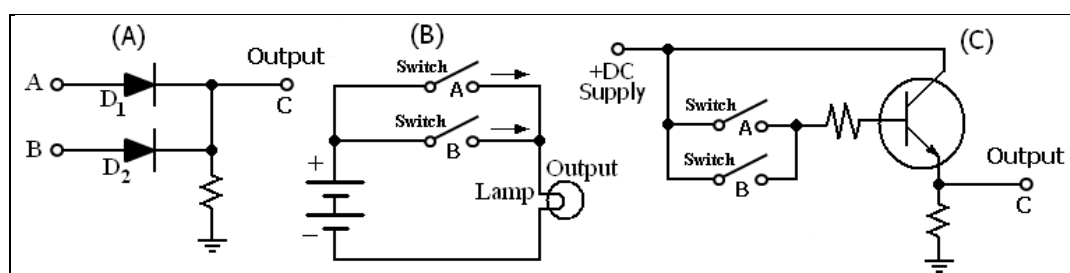 (A)
Output
A
D1
C
B
D2
(B)
Switch
A
Switch
B
+
Output
Lamp
−
(C)
+DC
Supply
Switch
A
Switch
B
Output
C